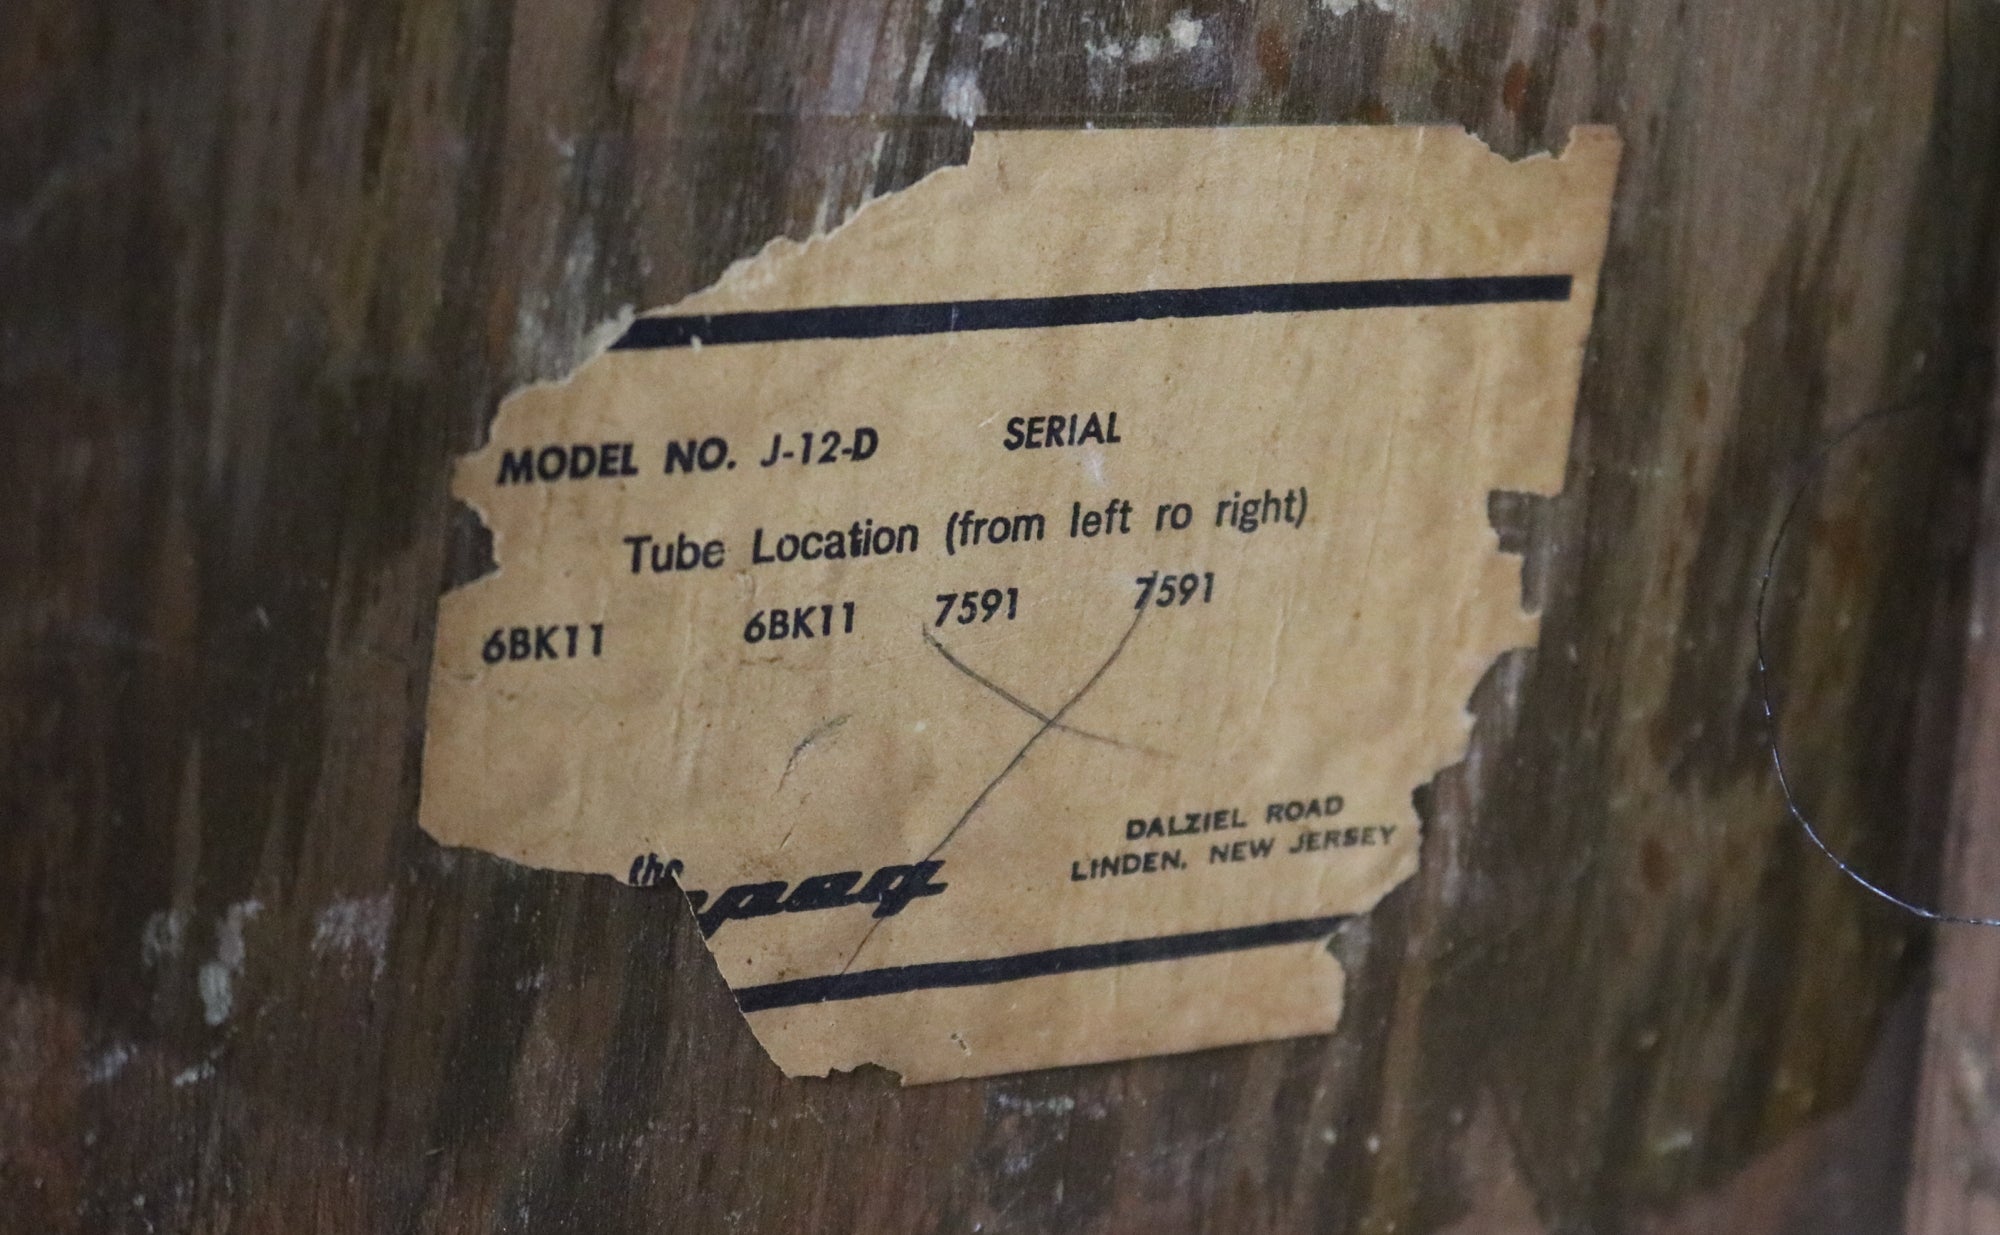 MODEL NO. J-12-D SERIAL
Tube Location (from left ro right)
6BK11 6BK11 7591 7591
the
DALZIEL ROAD
LINDEN, NEW JERSEY